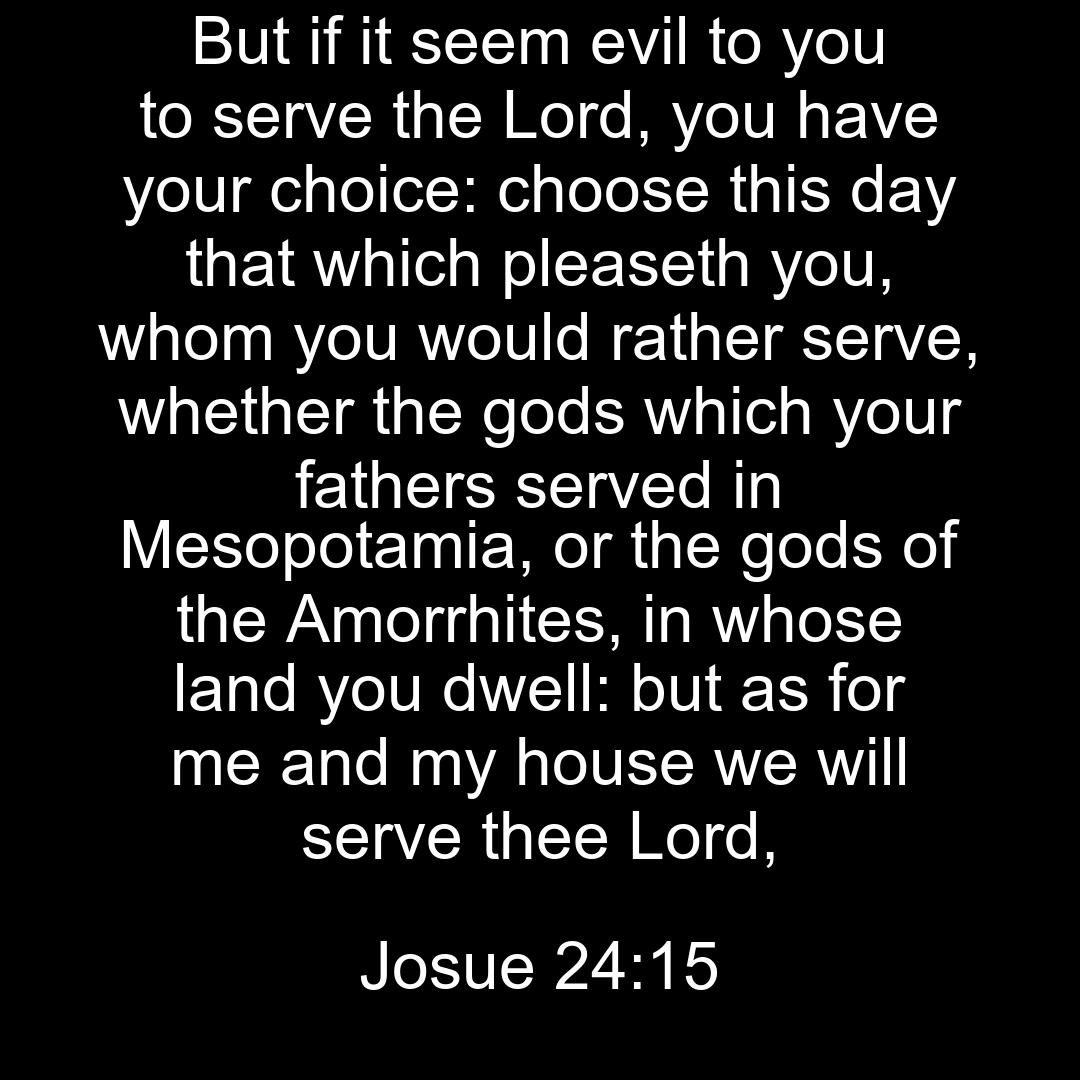 But if it seem evil to you
to serve the Lord, you have
your choice: choose this day
that which pleaseth you,
whom you would rather serve,
whether the gods which your
fathers served in
Mesopotamia, or the gods of
the Amorrhites, in whose
land you dwell: but as for
me and my house we will
serve thee Lord,
Josue 24:15